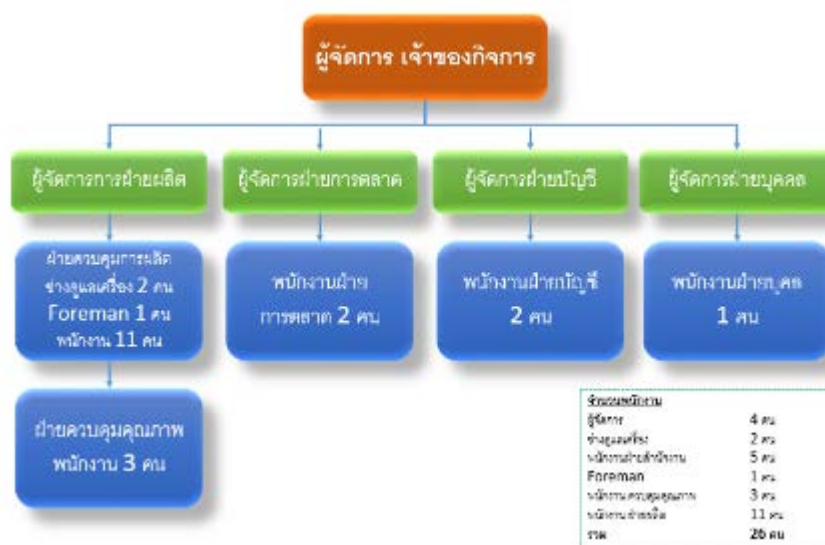 ผู้จัดการ เจ้าของกิจการ
ผู้จัดการการฝ่ายผลิต
ผู้จัดการฝ่ายการตลาด
ผู้จัดการฝ่ายบัญชี
ผู้จัดการฝ่ายบุคคล
ฝ่ายควบคุมการผลิต
ช่างดูแลเครื่อง 2 คน
Foreman 1 คน
พนักงาน 11 คน
พนักงานฝ่าย
การตลาด 2 คน
พนักงานฝ่ายบัญชี
2 คน
พนักงานฝ่ายบุคคล
1 คน
ฝ่ายควบคุมคุณภาพ
พนักงาน 3 คน
จำนวนพนักงาน
ผู้จัดการ 4 คน
ช่างดูแลเครื่อง 2 คน
พนักงานฝ่ายสำนักงาน 5 คน
Foreman 1 คน
พนักงานควบคุมคุณภาพ 3 คน
พนักงานฝ่ายผลิต 11 คน
รวม 26 คน